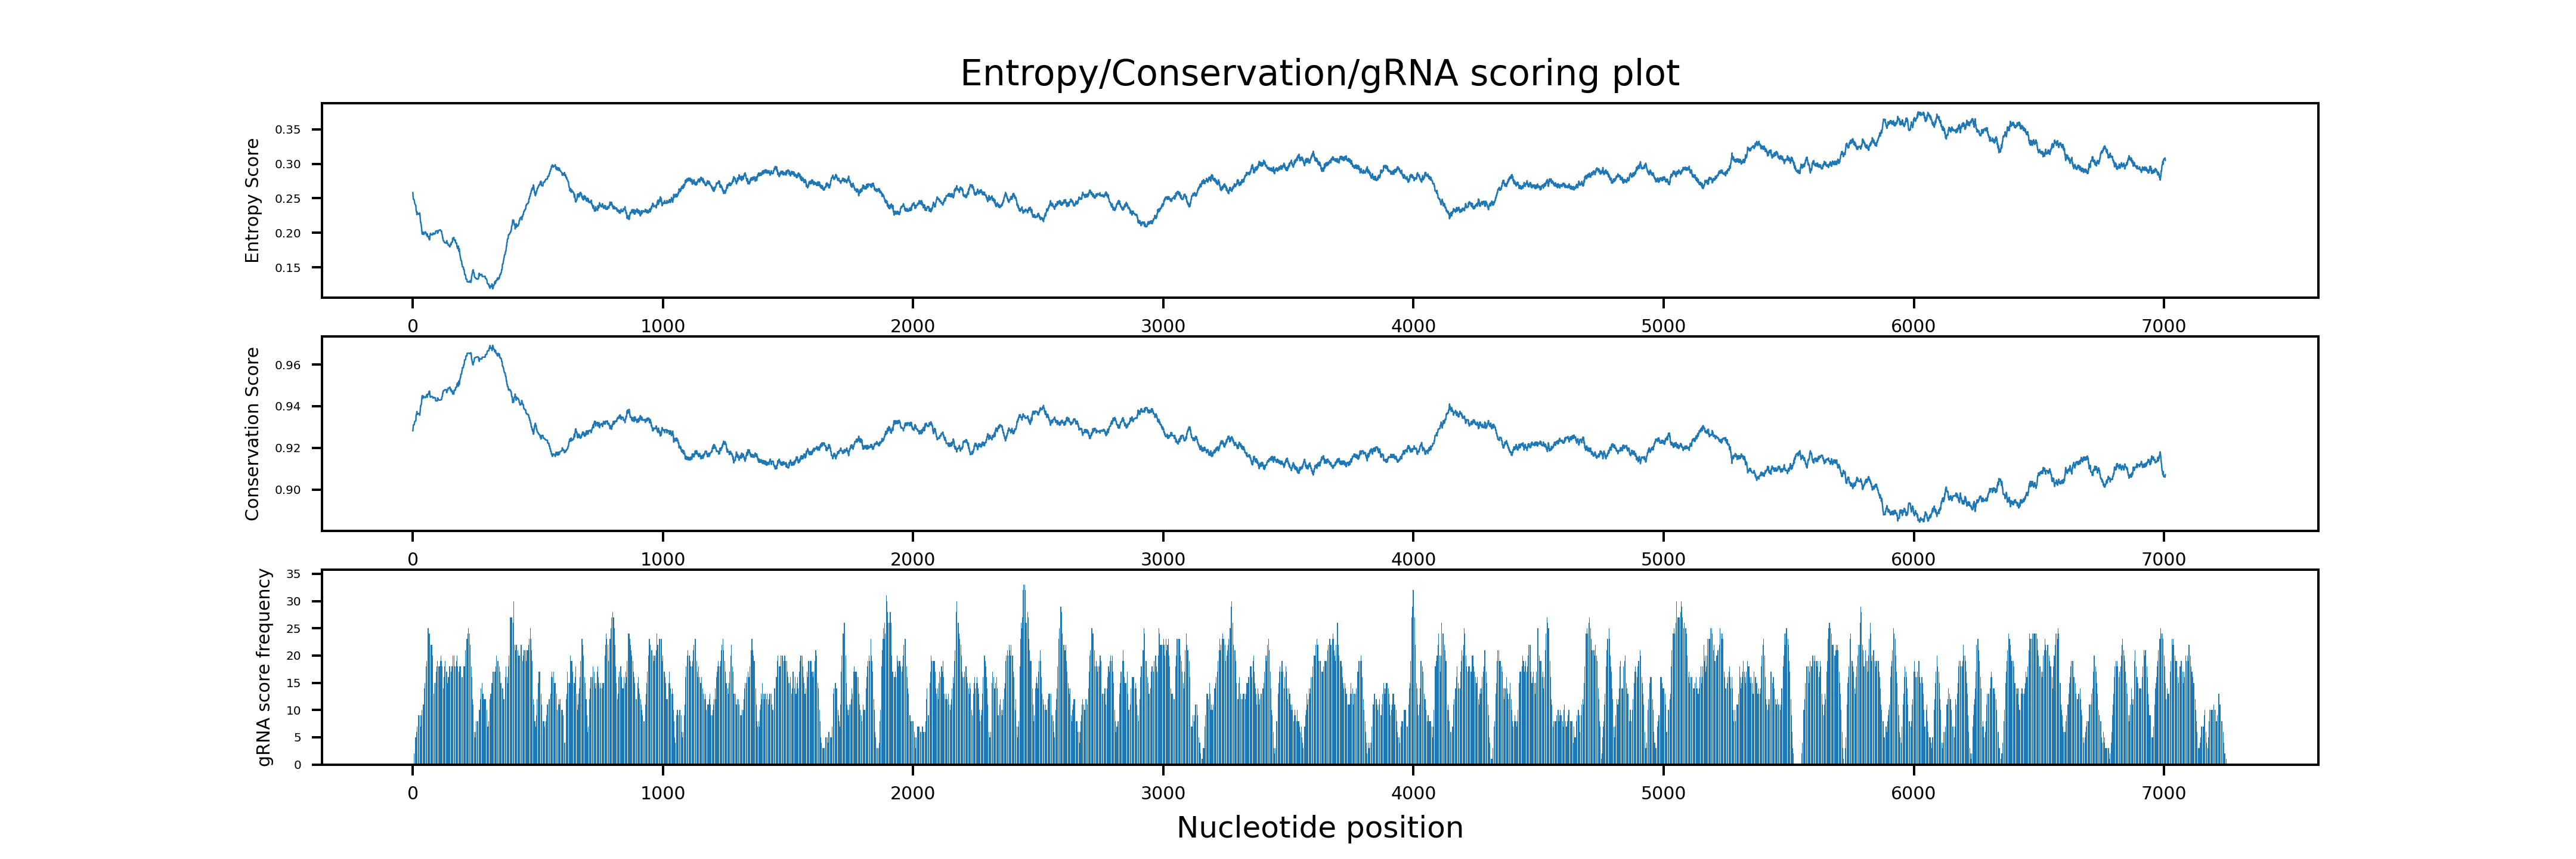 Entropy/Conservation/gRNA scoring plot
Entropy Score
0.35
0.30
0.25
0.20
0.15
0 1000 2000 3000 4000 5000 6000 7000
Conservation Score
0.96
0.94
0.92
0.90
0 1000 2000 3000 4000 5000 6000 7000
gRNA score frequency
35
30
25
20
15
10
5
0
0 1000 2000 3000 4000 5000 6000 7000
Nucleotide position